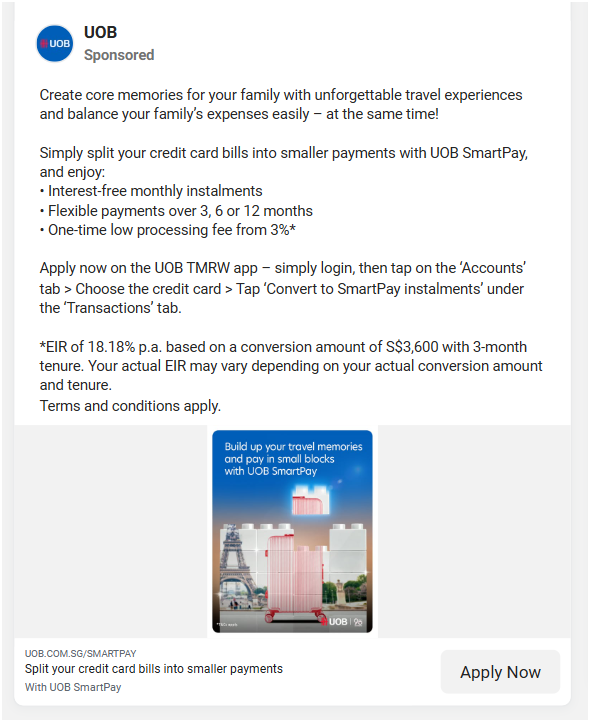 UOB
UOB
Sponsored
Create core memories for your family with unforgettable travel experiences
and balance your family’s expenses easily – at the same time!
Simply split your credit card bills into smaller payments with UOB SmartPay,
and enjoy:
• Interest-free monthly instalments
• Flexible payments over 3, 6 or 12 months
• One-time low processing fee from 3%*
Apply now on the UOB TMRW app – simply login, then tap on the ‘Accounts’
tab > Choose the credit card > Tap ‘Convert to SmartPay instalments’ under
the ‘Transactions’ tab.
*EIR of 18.18% p.a. based on a conversion amount of S$3,600 with 3-month
tenure. Your actual EIR may vary depending on your actual conversion amount
and tenure.
Terms and conditions apply.
Build up your travel memories
and pay in small blocks
with UOB SmartPay
UOB
UOB.COM.SG/SMARTPAY
Split your credit card bills into smaller payments
With UOB SmartPay
Apply Now